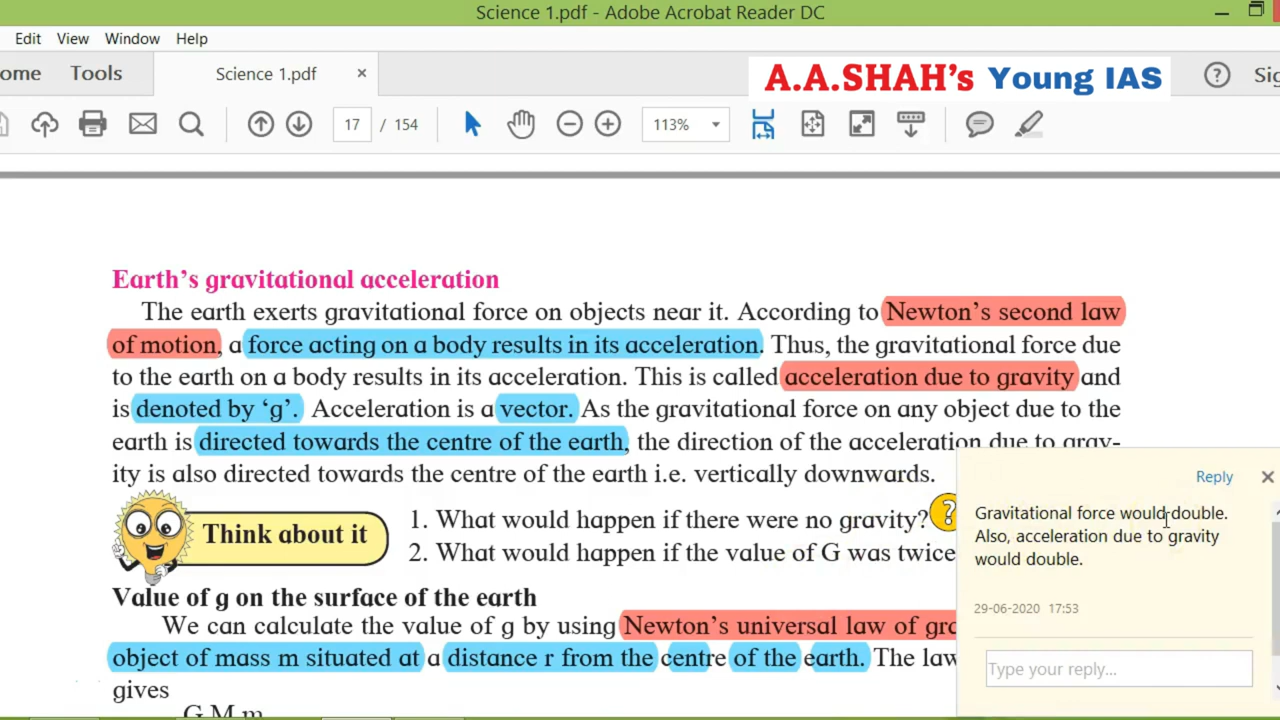 Science 1.pdf - Adobe Acrobat Reader DC
Edit View Window Help
Tools
Science 1.pdf ×
A.A.SHAH's Young IAS
17 / 154
113%
Earth's gravitational acceleration
The earth exerts gravitational force on objects near it. According to Newton's second law
of motion, a force acting on a body results in its acceleration. Thus, the gravitational force due
to the earth on a body results in its acceleration. This is called acceleration due to gravity and
is denoted by ‘g’. Acceleration is a vector. As the gravitational force on any object due to the
earth is directed towards the centre of the earth, the direction of the acceleration due to grav-
ity is also directed towards the centre of the earth i.e. vertically downwards.
Think about it
1. What would happen if there were no gravity?
2. What would happen if the value of G was twice
Value of g on the surface of the earth
We can calculate the value of g by using Newton's universal law of
object of mass m situated at a distance r from the centre of the earth. The law
gives
G M m
Reply
Gravitational force would double.
Also, acceleration due to gravity
would double.
29-06-2020 17:53
Type your reply...